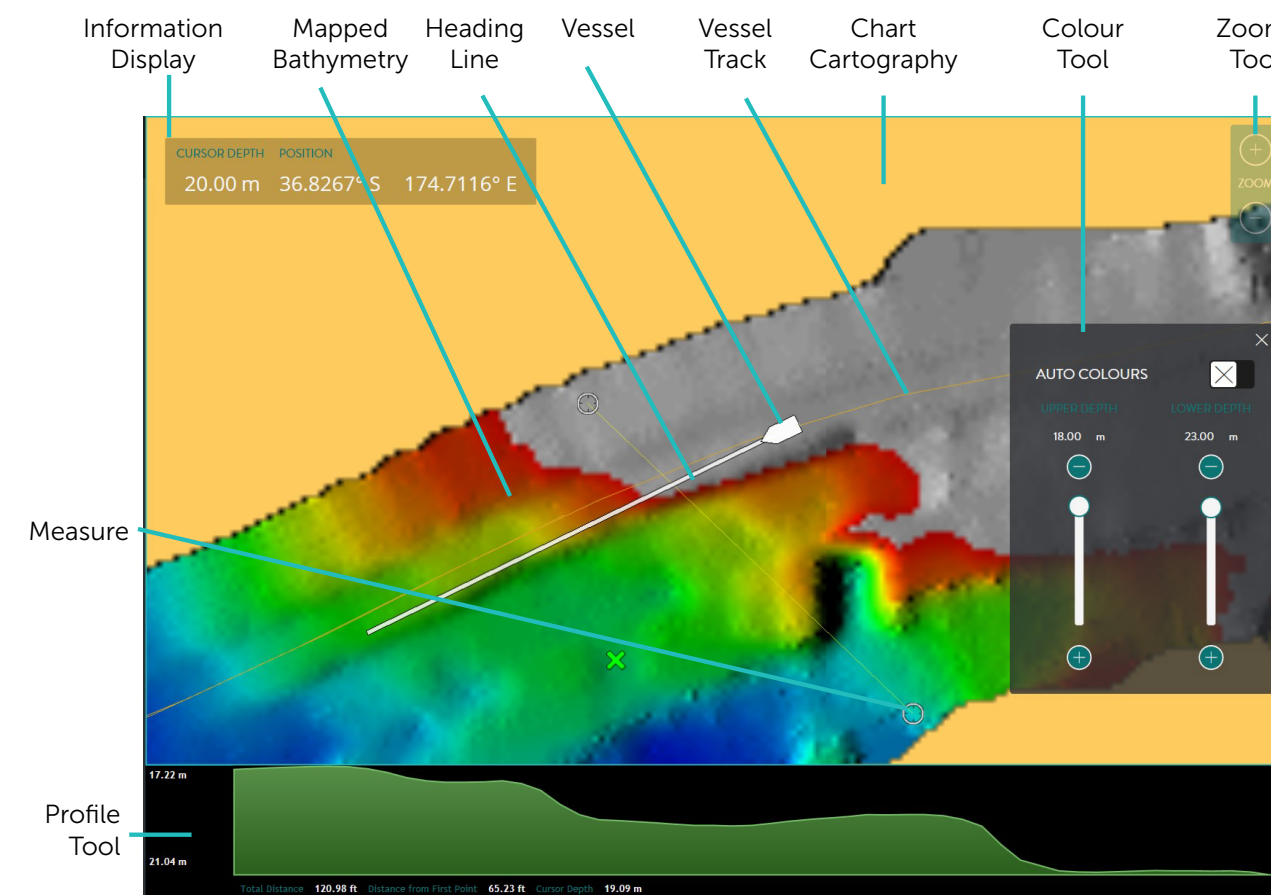 Information
Display
Mapped
Bathymetry
Heading
Line
Vessel
Vessel
Track
Chart
Cartography
Colour
Tool
CURSOR DEPTH POSITION
20.00 m 36.8267° S 174.7116° E
ZOOM
AUTO COLOURS
UPPER DEPTH LOWER DEPTH
18.00 m 23.00 m
Measure
17.22 m
Profile
Tool
21.04 m
Total Distance 120.98 ft Distance from First Point 65.23 ft Cursor Depth 19.09 m